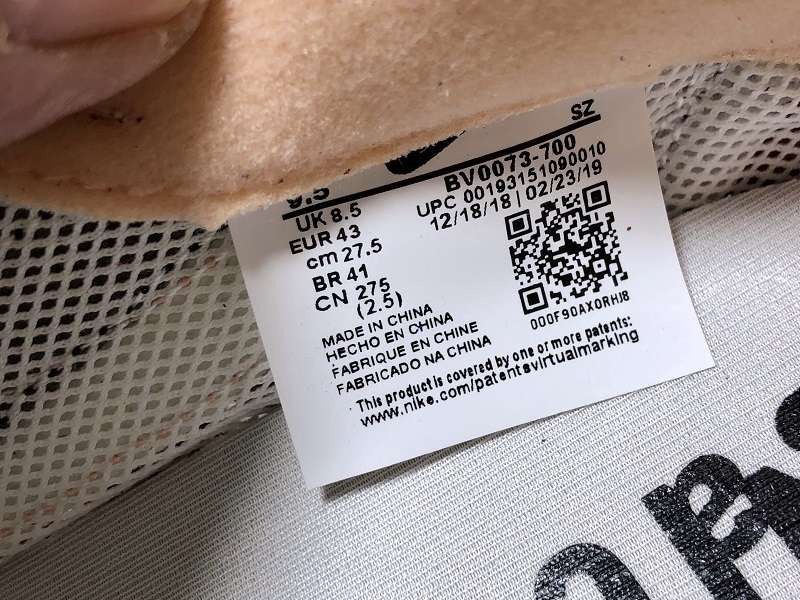 SZ
9.5
UK 8.5
EUR 43
cm 27.5
BR 41
CN 275
(2.5)
BV0073-700
UPC 00193151090010
12/18/18 | 02/23/19
000F90AX0RHJ8
MADE IN CHINA
HECHO EN CHINA
FABRIQUE EN CHINE
FABRICADO NA CHINA
This product is covered by one or more patents:
www.nike.com/patentsvirtualmarking